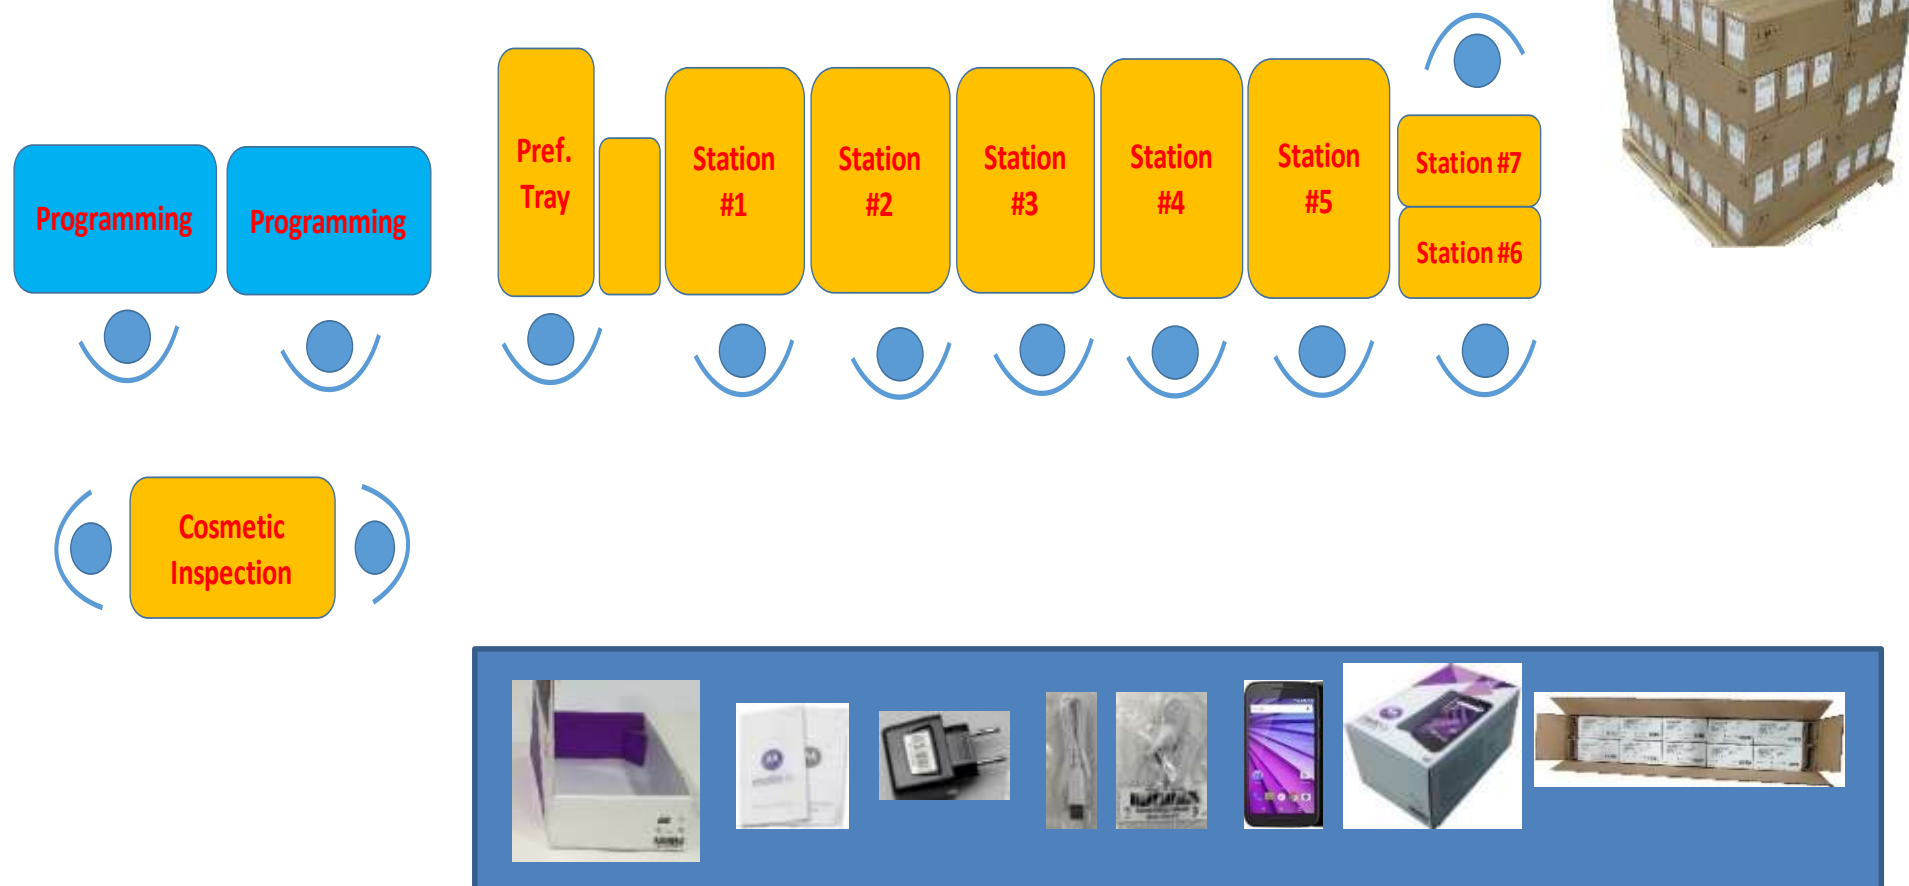 Programming
Programming
Pref.
Tray
Station
#1
Station
#2
Station
#3
Station
#4
Station
#5
Station #7
Station #6
Cosmetic
Inspection